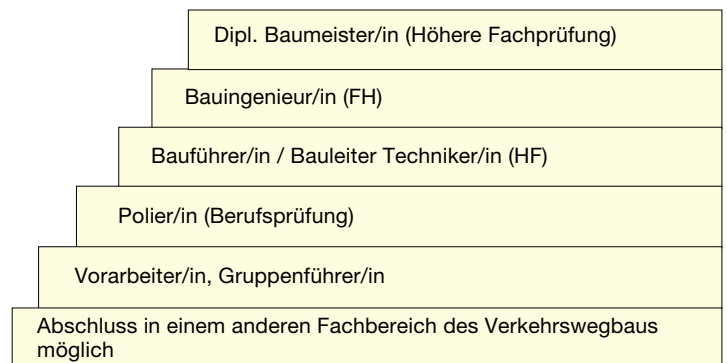 Dipl. Baumeister/in (Höhere Fachprüfung)
Bauingenieur/in (FH)
Bauführer/in / Bauleiter Techniker/in (HF)
Polier/in (Berufsprüfung)
Vorarbeiter/in, Gruppenführer/in
Abschluss in einem anderen Fachbereich des Verkehrswegbaus
möglich